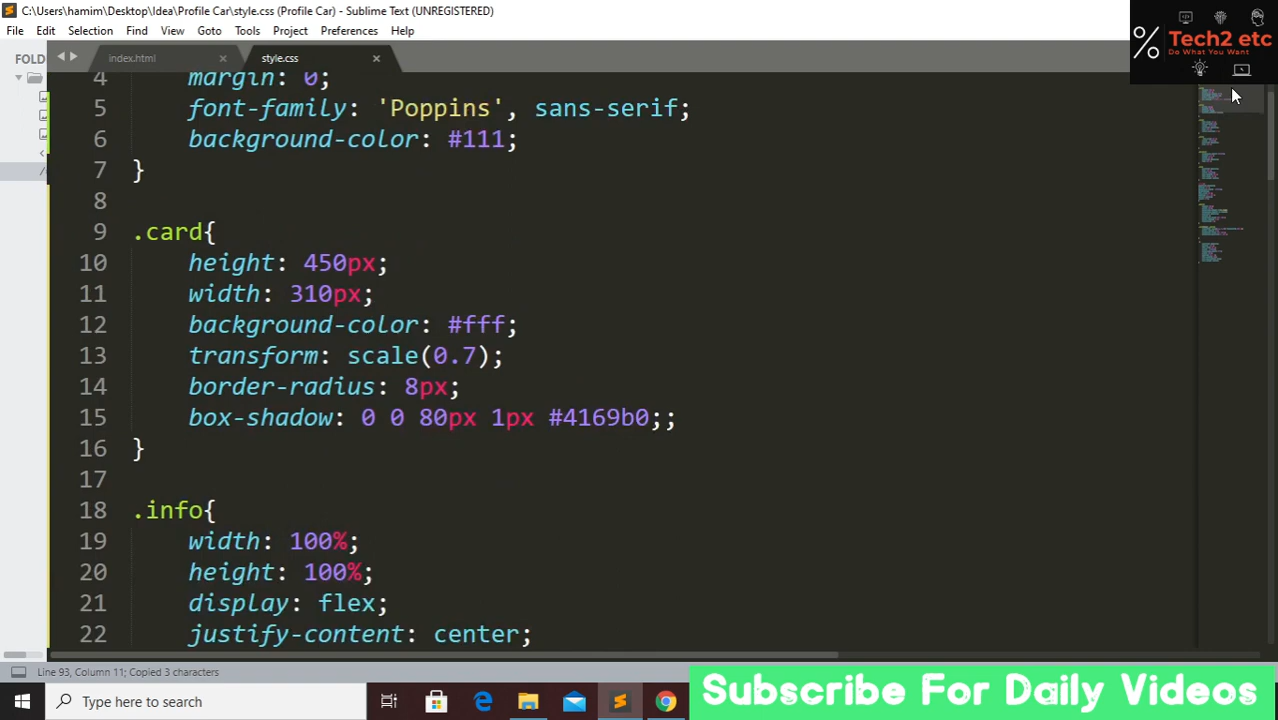 C:\Users\hamim\Desktop\Idea\Profile Car\style.css (Profile Car) - Sublime Text (UNREGISTERED)
File Edit Selection Find View Goto Tools Project Preferences Help
Tech2 etc
Do What You Want
FOLD
index.html
style.css
4 margin: 0;
5 font-family: 'Poppins', sans-serif;
6 background-color: #111;
7 }
8
9 .card{
10 height: 450px;
11 width: 310px;
12 background-color: #fff;
13 transform: scale(0.7);
14 border-radius: 8px;
15 box-shadow: 0 0 80px 1px #4169b0;;
16 }
17
18 .info{
19 width: 100%;
20 height: 100%;
21 display: flex;
22 justify-content: center;
Line 93, Column 11; Copied 3 characters
Type here to search
Subscribe For Daily Videos